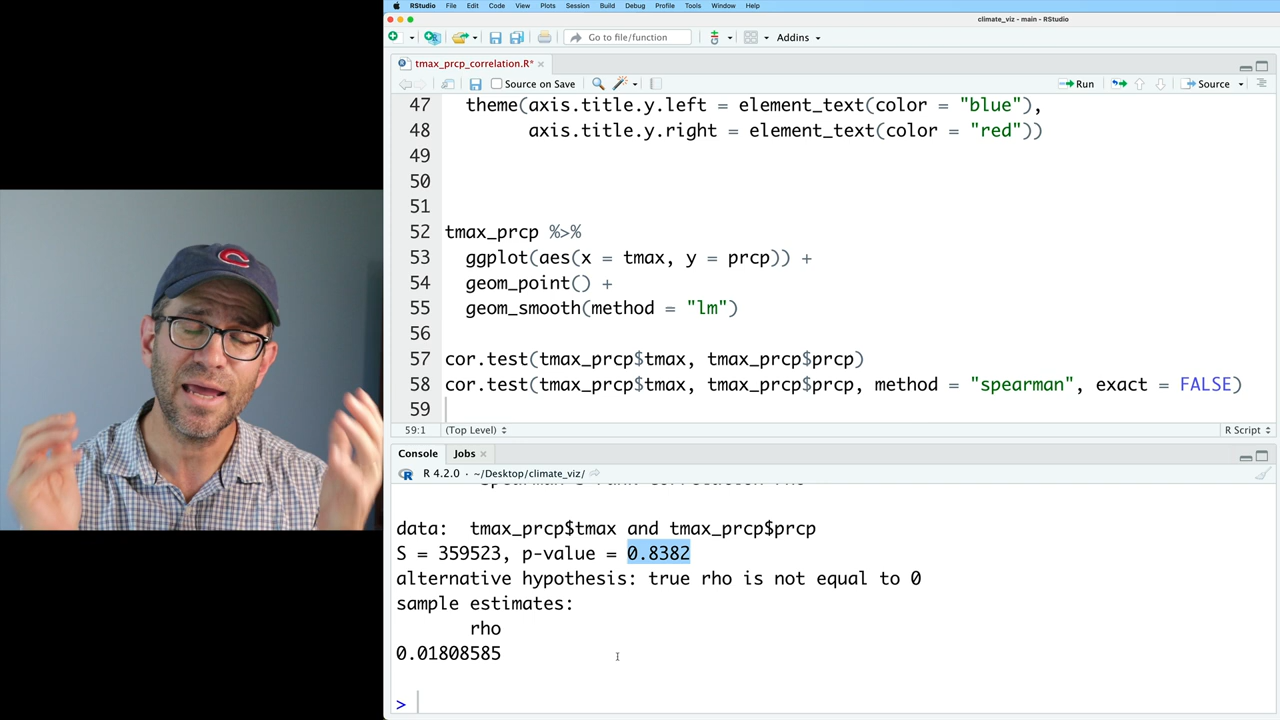 RStudio File Edit Code View Plots Session Build Debug Profile Tools Window Help
climate_viz - main - RStudio
Go to file/function Addins
tmax_prcp_correlation.R*
Source on Save Run Source
47 theme(axis.title.y.left = element_text(color = "blue"),
48 axis.title.y.right = element_text(color = "red"))
49
50
51
52 tmax_prcp %>%
53 ggplot(aes(x = tmax, y = prcp)) +
54 geom_point() +
55 geom_smooth(method = "lm")
56
57 cor.test(tmax_prcp$tmax, tmax_prcp$prcp)
58 cor.test(tmax_prcp$tmax, tmax_prcp$prcp, method = "spearman", exact = FALSE)
59
59:1 (Top Level) R Script
Console Jobs
R 4.2.0 · ~/Desktop/climate_viz/
data: tmax_prcp$tmax and tmax_prcp$prcp
S = 359523, p-value = 0.8382
alternative hypothesis: true rho is not equal to 0
sample estimates:
rho
0.01808585
>
C